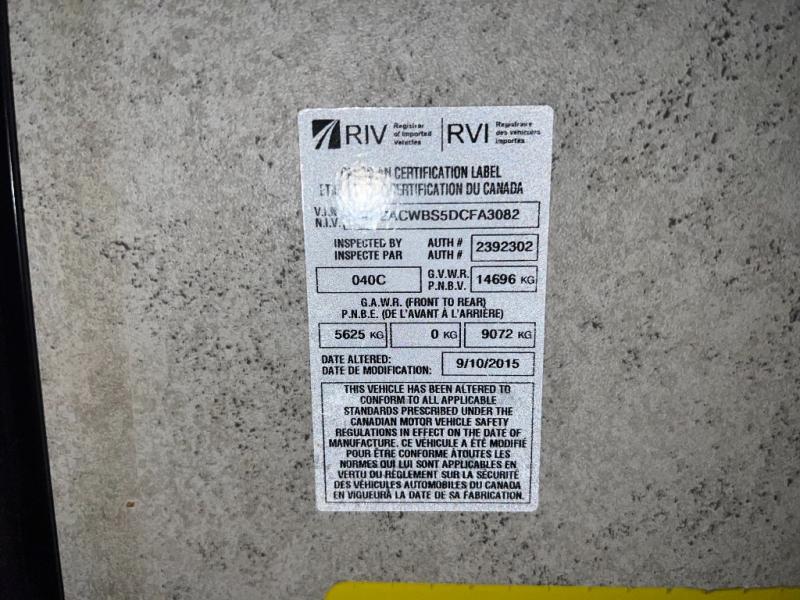 RIV Registrar of Imported Vehicles RVI Registraire des véhicules importés
CERTIFICATION LABEL
CERTIFICATION DU CANADA
V.I.N.
N.I.V. ZACWBS5DCFA3082
INSPECTED BY AUTH # 2392302
INSPECTE PAR AUTH #
040C G.V.W.R. P.N.B.V. 14696 KG
G.A.W.R. (FRONT TO REAR)
P.N.B.E. (DE L'AVANT À L'ARRIÈRE)
5625 KG 0 KG 9072 KG
DATE ALTERED:
DATE DE MODIFICATION: 9/10/2015
THIS VEHICLE HAS BEEN ALTERED TO
CONFORM TO ALL APPLICABLE
STANDARDS PRESCRIBED UNDER THE
CANADIAN MOTOR VEHICLE SAFETY
REGULATIONS IN EFFECT ON THE DATE OF
MANUFACTURE. CE VÉHICULE A ÉTÉ MODIFIÉ
POUR ÊTRE CONFORME ÀTOUTES LES
NORMES QUI LUI SONT APPLICABLES EN
VERTU DU RÈGLEMENT SUR LA SÉCURITÉ
DES VÉHICULES AUTOMOBILES DU CANADA
EN VIGUEURÀ LA DATE DE SA FABRICATION.